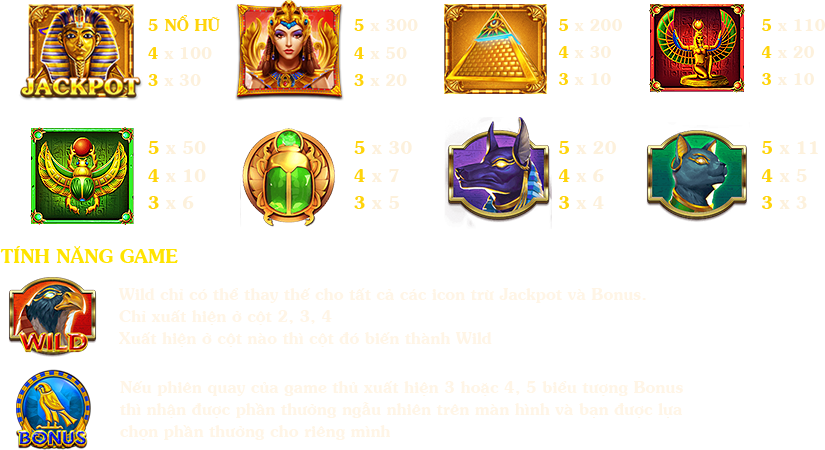 5 NỔ HŨ
4 x 100
3 x 30
JACKPOT
5 x 300
4 x 50
3 x 20
5 x 200
4 x 30
3 x 10
5 x 110
4 x 20
3 x 10
5 x 50
4 x 10
3 x 6
5 x 30
4 x 7
3 x 5
5 x 20
4 x 6
3 x 4
5 x 11
4 x 5
3 x 3
TÍNH NĂNG GAME
Wild chỉ có thể thay thế cho tất cả các icon trừ Jackpot và Bonus.
Chỉ xuất hiện ở cột 2, 3, 4
Xuất hiện ở cột nào thì cột đó biến thành Wild
WILD
Nếu phiên quay của game thủ xuất hiện 3 hoặc 4, 5 biểu tượng Bonus
thì nhận được phần thưởng ngẫu nhiên trên màn hình và bạn được lựa
chọn phần thưởng cho riêng mình
BONUS